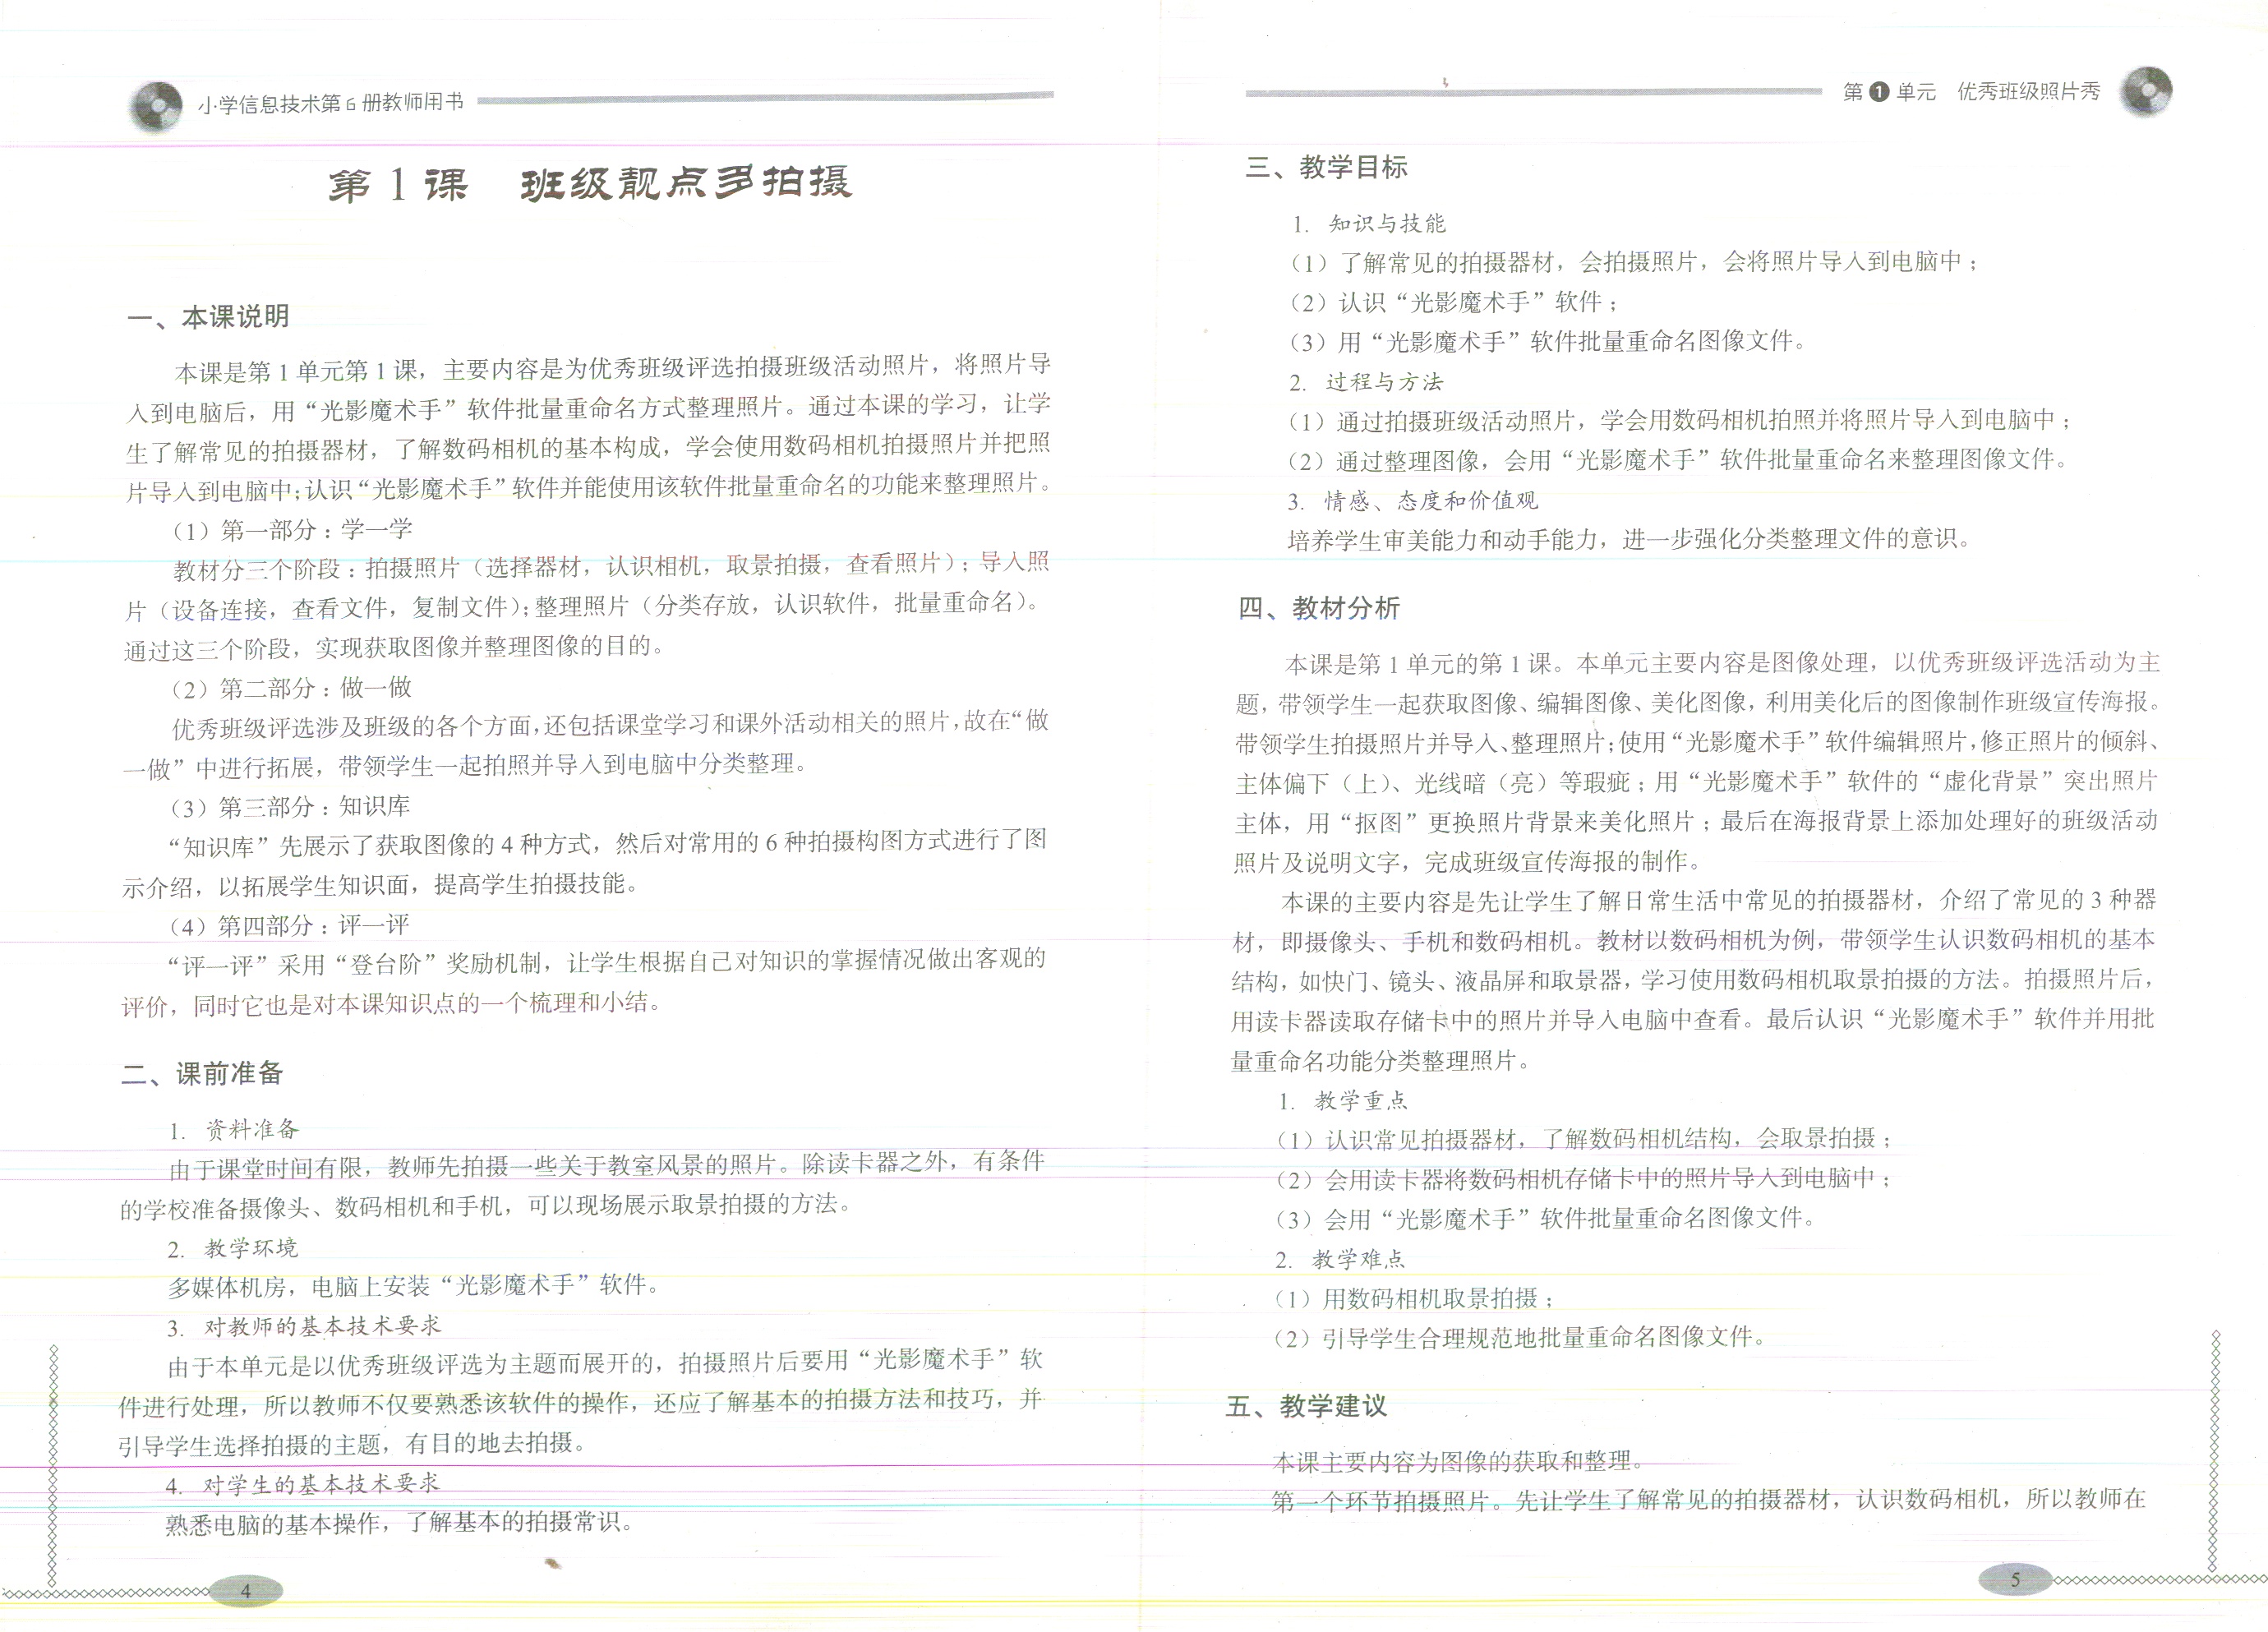 小学信息技术第6册教师用书
第1课 班级靓点多拍摄
一、本课说明
本课是第1单元第1课，主要内容是为优秀班级评选拍摄班级活动照片，将照片导
入到电脑后，用“光影魔术手”软件批量重命名方式整理照片。通过本课的学习，让学
生了解常见的拍摄器材，了解数码相机的基本构成，学会使用数码相机拍摄照片并把照
片导入到电脑中；认识“光影魔术手”软件并能使用该软件批量重命名的功能来整理照片。
（1）第一部分：学一学
教材分三个阶段：拍摄照片（选择器材，认识相机，取景拍摄，查看照片）；导入照
片（设备连接，查看文件，复制文件）；整理照片（分类存放，认识软件，批量重命名）。
通过这三个阶段，实现获取图像并整理图像的目的。
（2）第二部分：做一做
优秀班级评选涉及班级的各个方面，还包括课堂学习和课外活动相关的照片，故在“做
一做”中进行拓展，带领学生一起拍照并导入到电脑中分类整理。
（3）第三部分：知识库
“知识库”先展示了获取图像的4种方式，然后对常用的6种拍摄构图方式进行了图
示介绍，以拓展学生知识面，提高学生拍摄技能。
（4）第四部分：评一评
“评一评”采用“登台阶”奖励机制，让学生根据自己对知识的掌握情况做出客观的
评价，同时它也是对本课知识点的一个梳理和小结。
二、课前准备
1. 资料准备
由于课堂时间有限，教师先拍摄一些关于教室风景的照片。除读卡器之外，有条件
的学校准备摄像头、数码相机和手机，可以现场展示取景拍摄的方法。
2. 教学环境
多媒体机房，电脑上安装“光影魔术手”软件。
3. 对教师的基本技术要求
由于本单元是以优秀班级评选为主题而展开的，拍摄照片后要用“光影魔术手”软
件进行处理，所以教师不仅要熟悉该软件的操作，还应了解基本的拍摄方法和技巧，并
引导学生选择拍摄的主题，有目的地去拍摄。
4. 对学生的基本技术要求
熟悉电脑的基本操作，了解基本的拍摄常识。
4
第1单元 优秀班级照片秀
三、教学目标
1. 知识与技能
（1）了解常见的拍摄器材，会拍摄照片，会将照片导入到电脑中；
（2）认识“光影魔术手”软件；
（3）用“光影魔术手”软件批量重命名图像文件。
2. 过程与方法
（1）通过拍摄班级活动照片，学会用数码相机拍照并将照片导入到电脑中；
（2）通过整理图像，会用“光影魔术手”软件批量重命名来整理图像文件。
3. 情感、态度和价值观
培养学生审美能力和动手能力，进一步强化分类整理文件的意识。
四、教材分析
本课是第1单元的第1课。本单元主要内容是图像处理，以优秀班级评选活动为主
题，带领学生一起获取图像、编辑图像、美化图像，利用美化后的图像制作班级宣传海报。
带领学生拍摄照片并导入、整理照片；使用“光影魔术手”软件编辑照片，修正照片的倾斜、
主体偏下（上）、光线暗（亮）等瑕疵；用“光影魔术手”软件的“虚化背景”突出照片
主体，用“抠图”更换照片背景来美化照片；最后在海报背景上添加处理好的班级活动
照片及说明文字，完成班级宣传海报的制作。
本课的主要内容是先让学生了解日常生活中常见的拍摄器材，介绍了常见的3种器
材，即摄像头、手机和数码相机。教材以数码相机为例，带领学生认识数码相机的基本
结构，如快门、镜头、液晶屏和取景器，学习使用数码相机取景拍摄的方法。拍摄照片后，
用读卡器读取存储卡中的照片并导入电脑中查看。最后认识“光影魔术手”软件并用批
量重命名功能分类整理照片。
1. 教学重点
（1）认识常见拍摄器材，了解数码相机结构，会取景拍摄；
（2）会用读卡器将数码相机存储卡中的照片导入到电脑中；
（3）会用“光影魔术手”软件批量重命名图像文件。
2. 教学难点
（1）用数码相机取景拍摄；
（2）引导学生合理规范地批量重命名图像文件。
五、教学建议
本课主要内容为图像的获取和整理。
第一个环节拍摄照片。先让学生了解常见的拍摄器材，认识数码相机，所以教师在
5